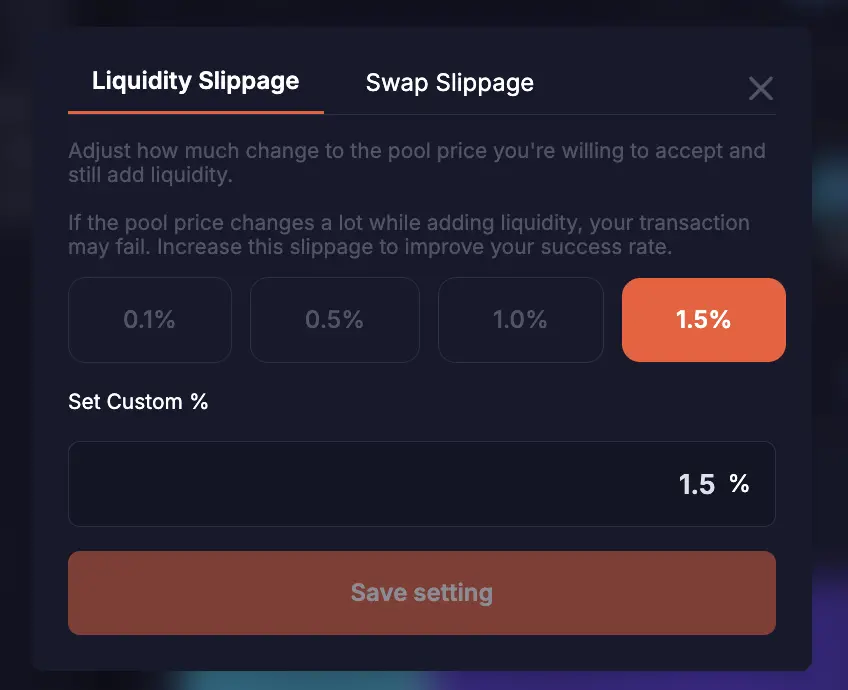 Liquidity Slippage
Swap Slippage
Adjust how much change to the pool price you're willing to accept and
still add liquidity.
If the pool price changes a lot while adding liquidity, your transaction
may fail. Increase this slippage to improve your success rate.
0.1%
0.5%
1.0%
1.5%
Set Custom %
1.5 %
Save setting